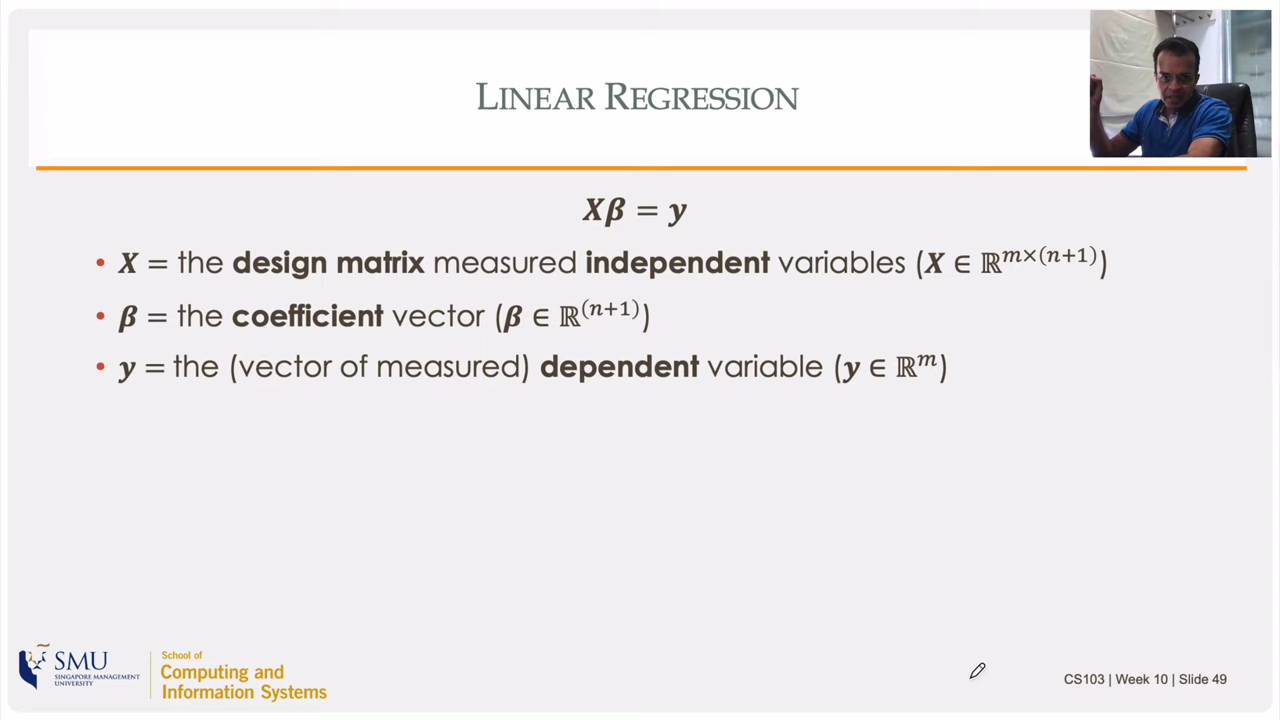 LINEAR REGRESSION
Xβ = y
• X = the design matrix measured independent variables (X ∈ ℝ^{m×(n+1)})
• β = the coefficient vector (β ∈ ℝ^{(n+1)})
• y = the (vector of measured) dependent variable (y ∈ ℝ^m)
SMU
SINGAPORE MANAGEMENT
UNIVERSITY
School of
Computing and
Information Systems
CS103 | Week 10 | Slide 49